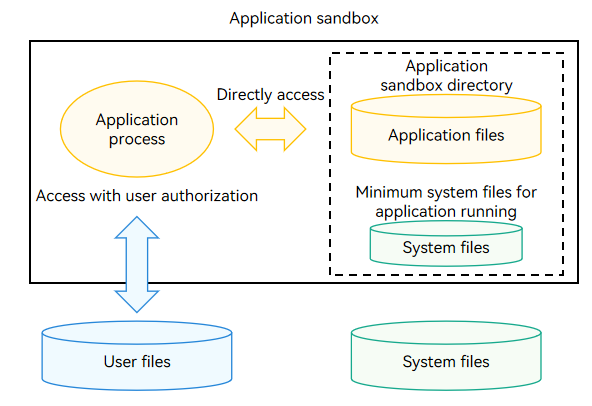 Application sandbox
Application
sandbox directory
Directly access
Application
process
Application files
Access with user authorization
Minimum system files for
application running
System files
User files
System files